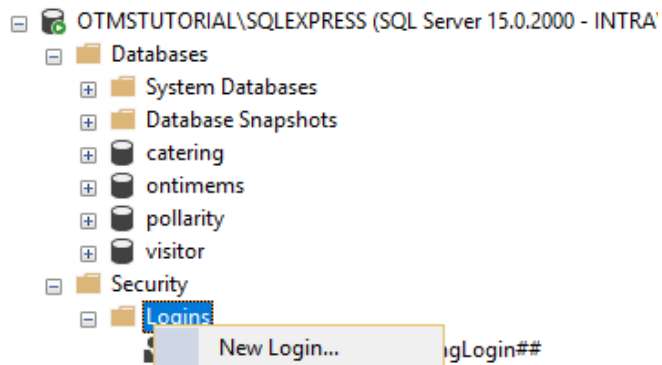 OTMSTUTORIAL\SQLEXPRESS (SQL Server 15.0.2000 - INTRA
Databases
System Databases
Database Snapshots
catering
ontimems
pollarity
visitor
Security
Logins
New Login...
gLogin##